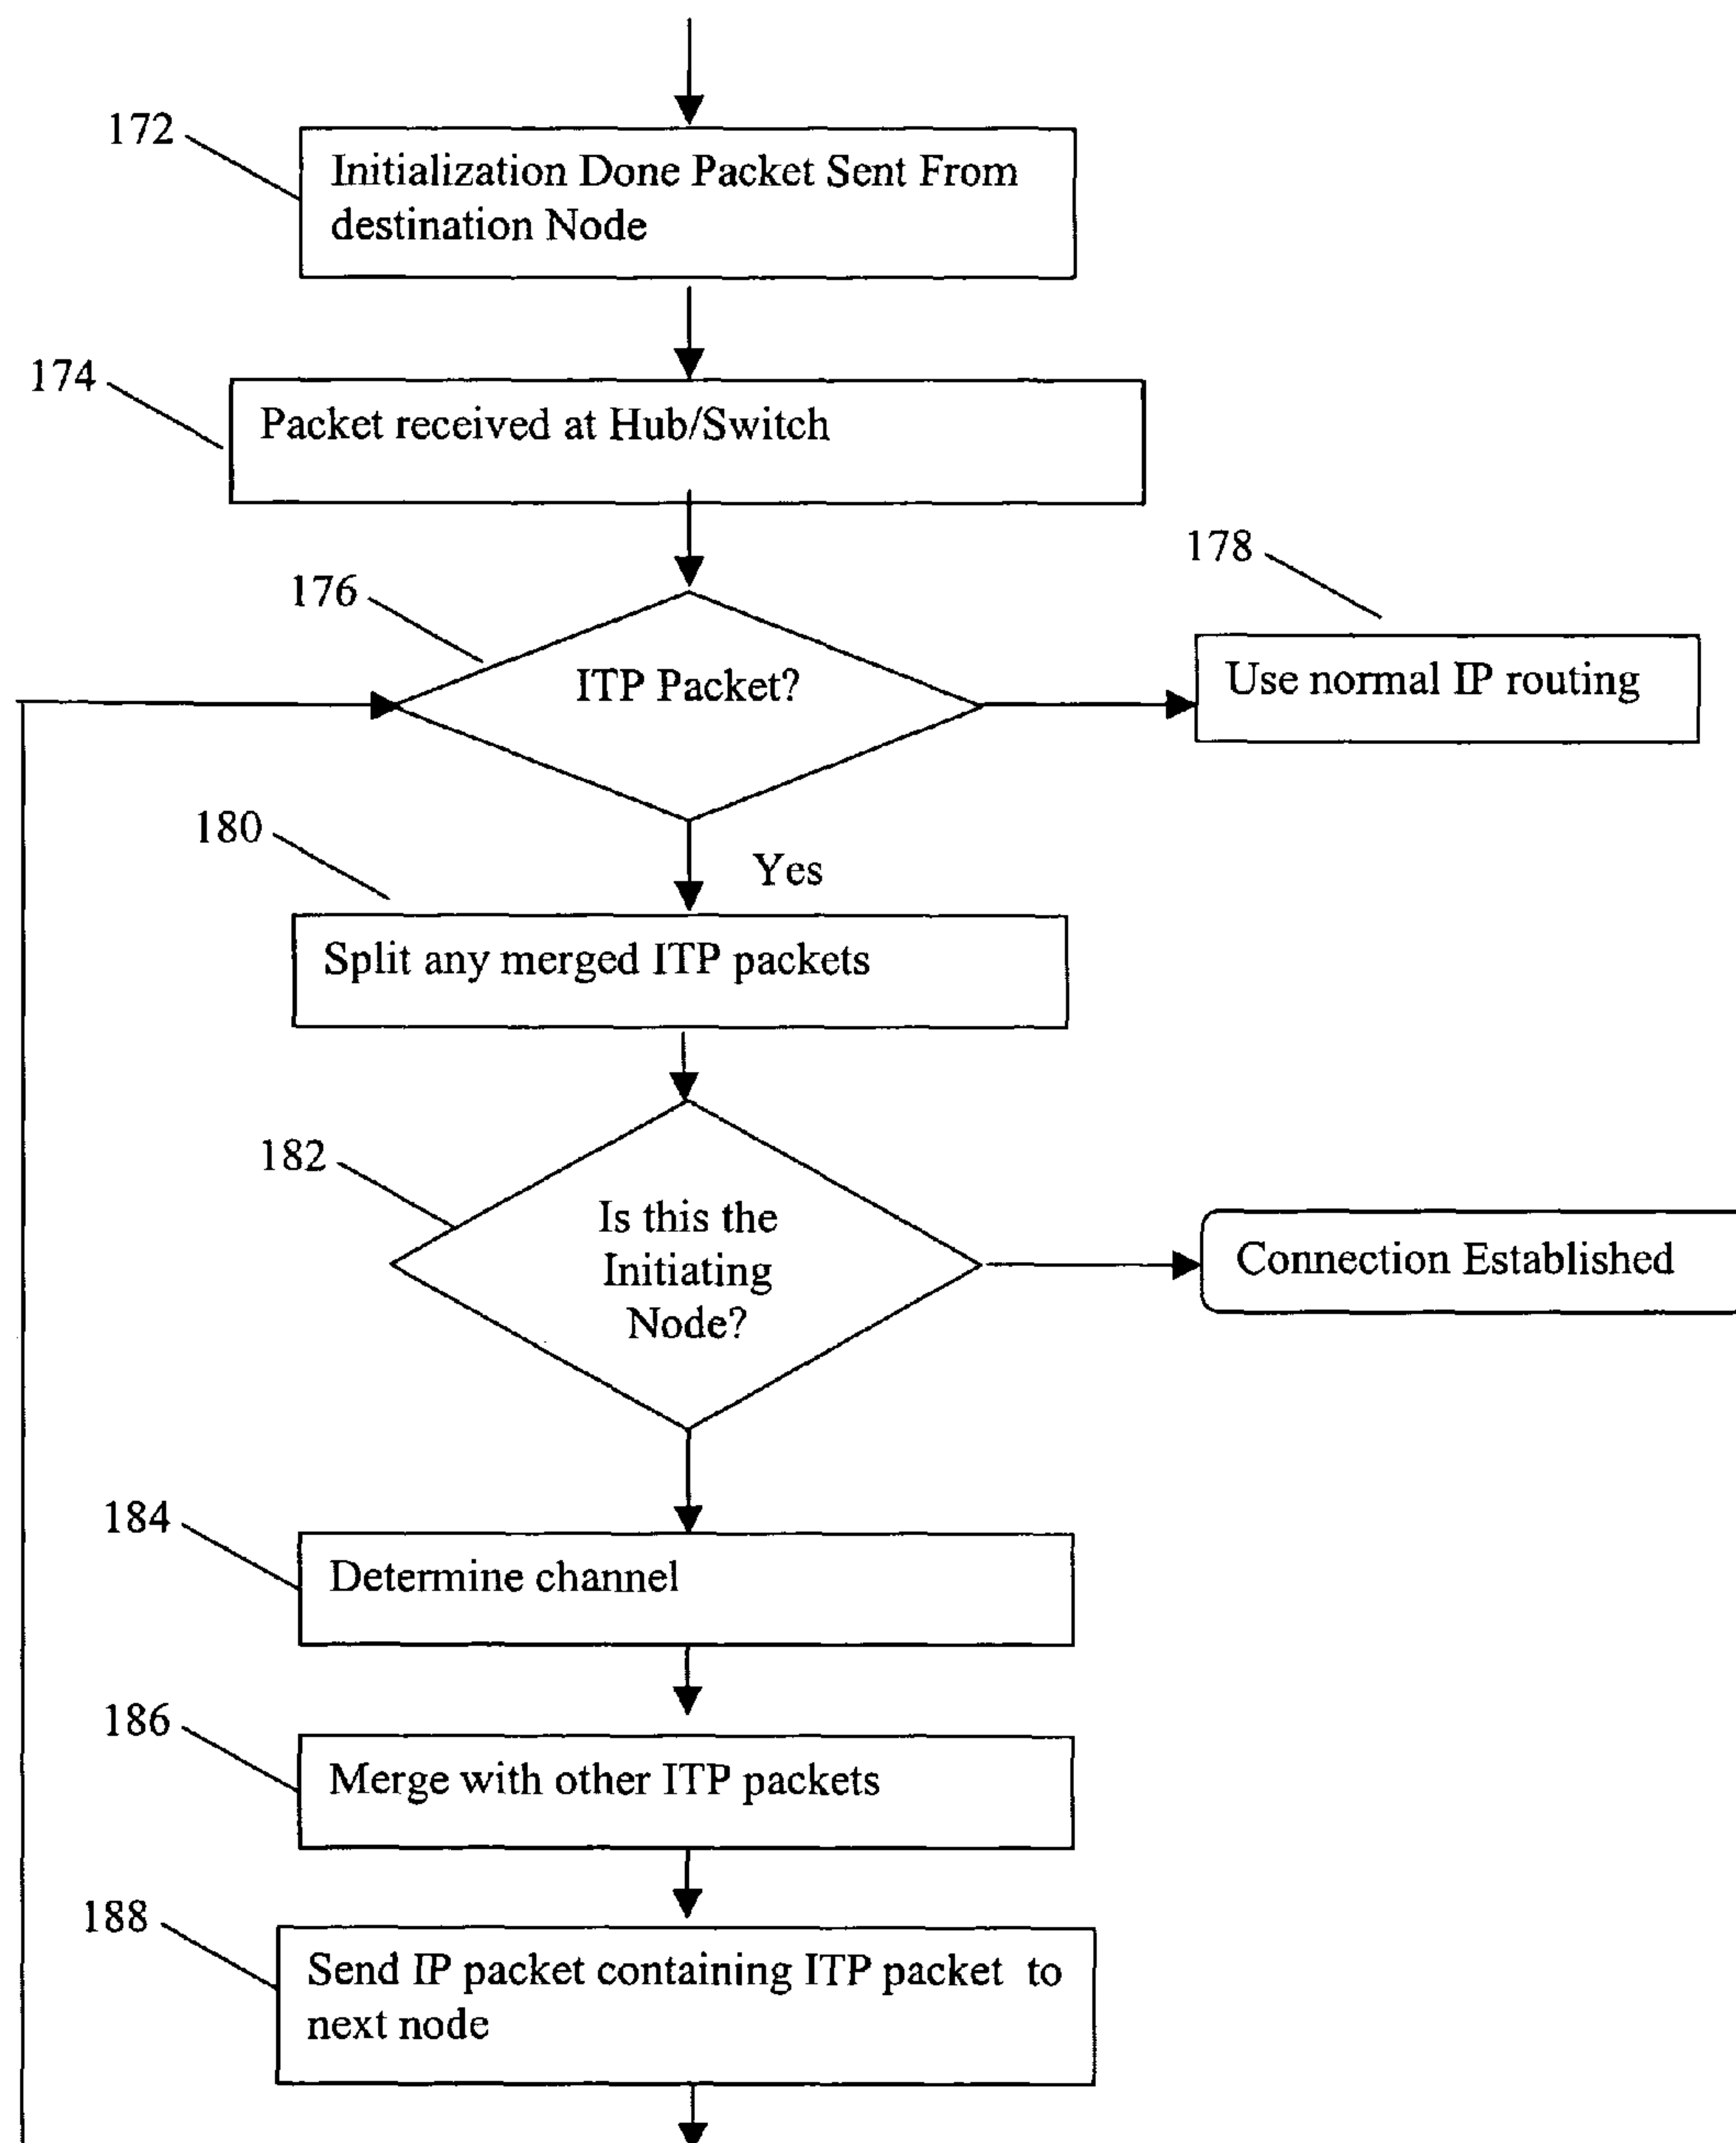 172
Initialization Done Packet Sent From
destination Node
174
Packet received at Hub/Switch
176
ITP Packet?
178
Use normal IP routing
180
Yes
Split any merged ITP packets
182
Is this the
Initiating
Node?
Connection Established
184
Determine channel
186
Merge with other ITP packets
188
Send IP packet containing ITP packet to
next node